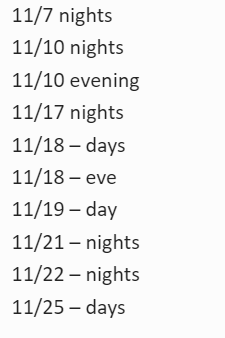 11/7 nights
11/10 nights
11/10 evening
11/17 nights
11/18 – days
11/18 – eve
11/19 – day
11/21 – nights
11/22 – nights
11/25 – days